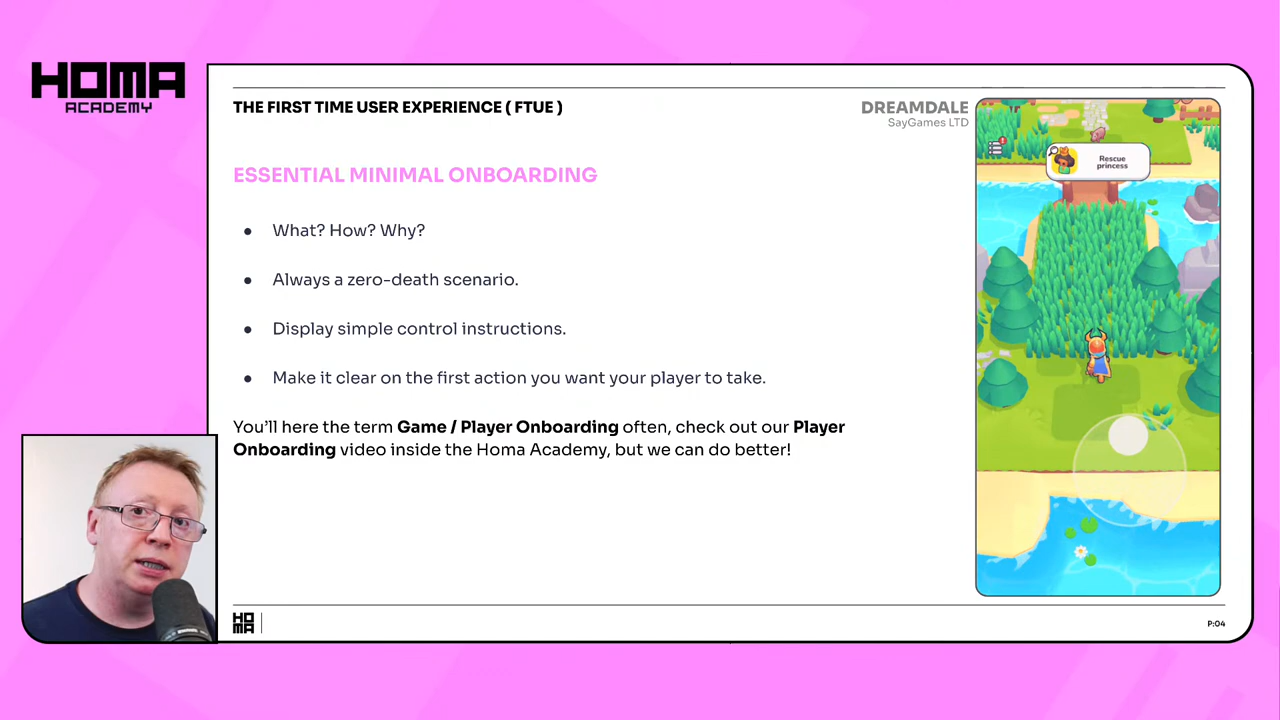 HOMA
ACADEMY
THE FIRST TIME USER EXPERIENCE ( FTUE )
DREAMDALE
SayGames LTD
ESSENTIAL MINIMAL ONBOARDING
● What? How? Why?
● Always a zero-death scenario.
● Display simple control instructions.
● Make it clear on the first action you want your player to take.
You’ll here the term Game / Player Onboarding often, check out our Player
Onboarding video inside the Homa Academy, but we can do better!
Rescue
princess
HO
MA
P:04